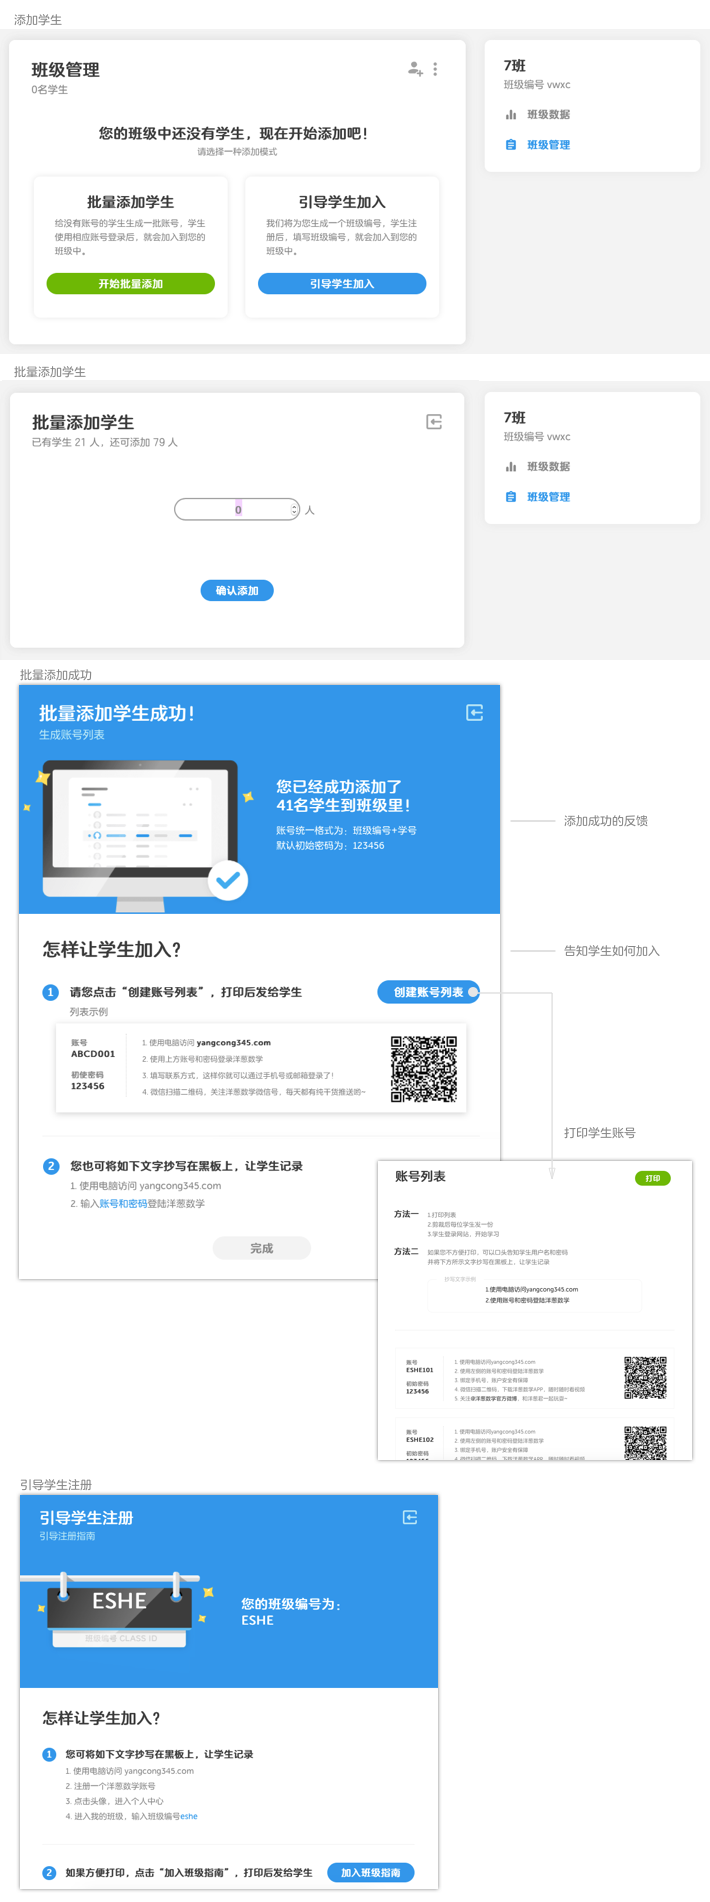 添加学生
班级管理
0名学生
您的班级中还没有学生，现在开始添加吧！
请选择一种添加模式
批量添加学生
给没有账号的学生生成一批账号，学生
使用相应账号登录后，就会加入到您的
班级中。
开始批量添加
引导学生加入
我们将为您生成一个班级编号，学生注
册后，填写班级编号，就会加入到您的
班级中。
引导学生加入
7班
班级编号 vwxc
班级数据
班级管理
批量添加学生
批量添加学生
已有学生 21 人，还可添加 79 人
0 人
确认添加
7班
班级编号 vwxc
班级数据
班级管理
批量添加成功
批量添加学生成功！
生成账号列表
您已经成功添加了
41名学生到班级里！
账号统一格式为：班级编号+学号
默认初始密码为：123456
添加成功的反馈
怎样让学生加入？
告知学生如何加入
1 请您点击“创建账号列表”，打印后发给学生
创建账号列表
列表示例
账号
ABCD001
初使密码
123456
1. 使用电脑访问 yangcong345.com
2. 使用上方账号和密码登录洋葱数学
3. 填写联系方式，这样你就可以通过手机号或邮箱登录了！
4. 微信扫描二维码，关注洋葱数学微信号，每天都有纯干货推送哟~
打印学生账号
2 您也可将如下文字抄写在黑板上，让学生记录
1. 使用电脑访问 yangcong345.com
2. 输入账号和密码登陆洋葱数学
完成
账号列表
打印
方法一
1.打印列表
2.剪裁后每位学生发一份
3.学生登录网站，开始学习
方法二
如果您不方便打印，可以口头告知学生用户名和密码
并将下方所示文字抄写在黑板上，让学生记录
抄写文字示例
1.使用电脑访问yangcong345.com
2.使用账号和密码登陆洋葱数学
账号
ESHE101
初始密码
123456
1. 使用电脑访问yangcong345.com
2. 使用左侧的账号和密码登陆洋葱数学
3. 绑定手机号，账户安全有保障
4. 微信扫描二维码，下载洋葱数学APP，随时随时看视频
5. 关注@洋葱数学官方微博，和洋葱君一起玩耍~
账号
ESHE102
初始密码
1. 使用电脑访问yangcong345.com
2. 使用左侧的账号和密码登陆洋葱数学
3. 绑定手机号，账户安全有保障
引导学生注册
引导学生注册
引导注册指南
ESHE
班级编号 CLASS ID
您的班级编号为：
ESHE
怎样让学生加入？
1 您可将如下文字抄写在黑板上，让学生记录
1. 使用电脑访问 yangcong345.com
2. 注册一个洋葱数学账号
3. 点击头像，进入个人中心
4. 进入我的班级，输入班级编号eshe
2 如果方便打印，点击“加入班级指南”，打印后发给学生
加入班级指南